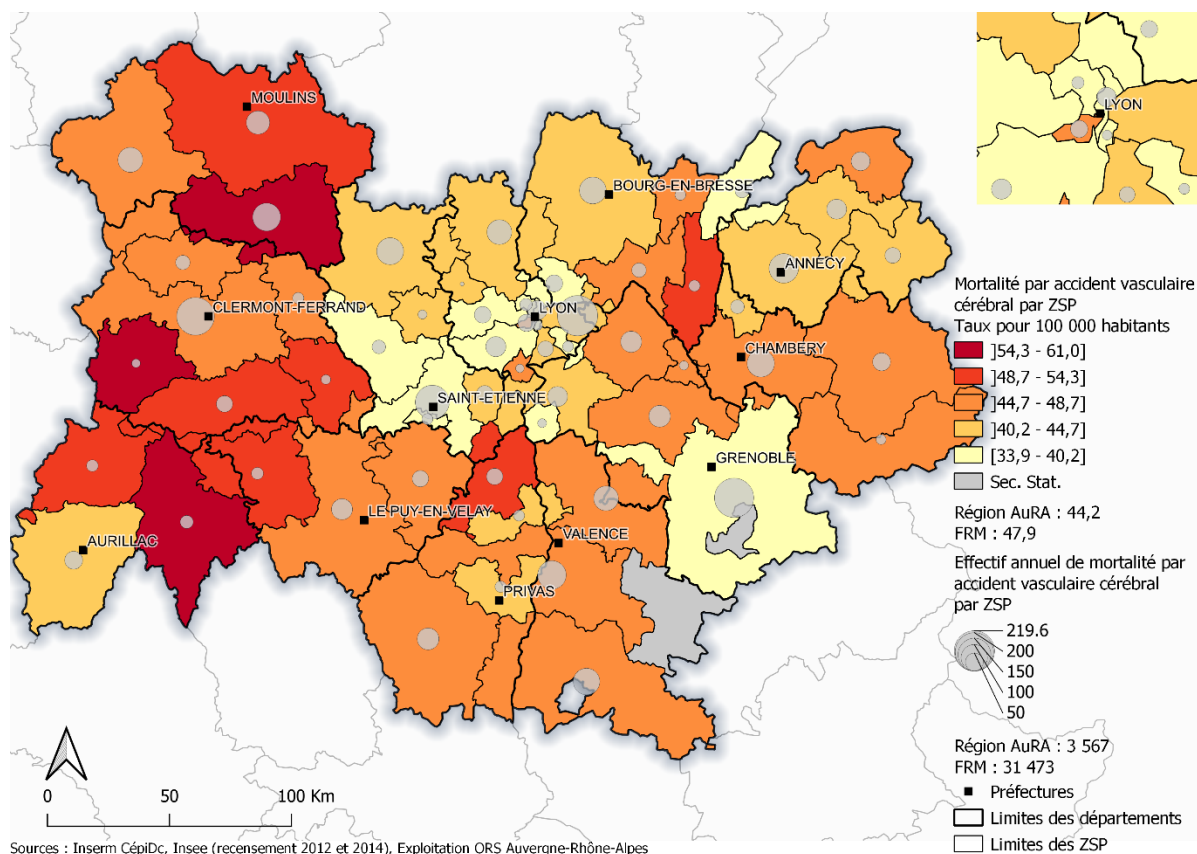 MOULINS
BOURG-EN-BRESSE
ANNECY
CLERMONT-FERRAND
LYON
CHAMBERY
SAINT-ETIENNE
GRENOBLE
LE-PUY-EN-VELAY
AURILLAC
VALENCE
PRIVAS
LYON
Mortalité par accident vasculaire
cérébral par ZSP
Taux pour 100 000 habitants
]54,3 - 61,0]
]48,7 - 54,3]
]44,7 - 48,7]
]40,2 - 44,7]
[33,9 - 40,2]
Sec. Stat.
Région AuRA : 44,2
FRM : 47,9
Effectif annuel de mortalité par
accident vasculaire cérébral
par ZSP
219.6
200
150
100
50
Région AuRA : 3 567
FRM : 31 473
Préfectures
Limites des départements
Limites des ZSP
0 50 100 Km
Sources : Inserm CépiDc, Insee (recensement 2012 et 2014), Exploitation ORS Auvergne-Rhône-Alpes